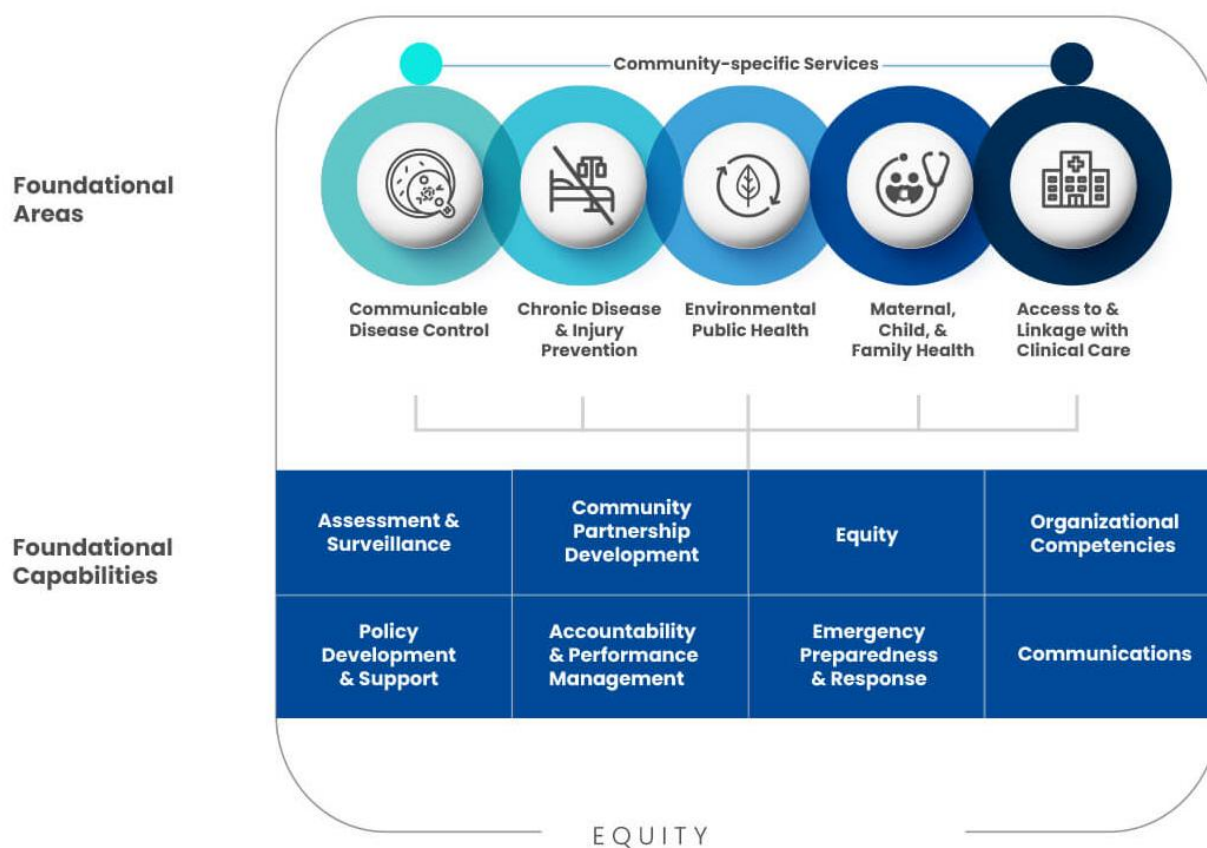 Community-specific Services
Foundational
Areas
Communicable
Disease Control
Chronic Disease
& Injury
Prevention
Environmental
Public Health
Maternal,
Child, &
Family Health
Access to &
Linkage with
Clinical Care
Foundational
Capabilities
Assessment &
Surveillance
Community
Partnership
Development
Equity
Organizational
Competencies
Policy
Development
& Support
Accountability
& Performance
Management
Emergency
Preparedness
& Response
Communications
EQUITY